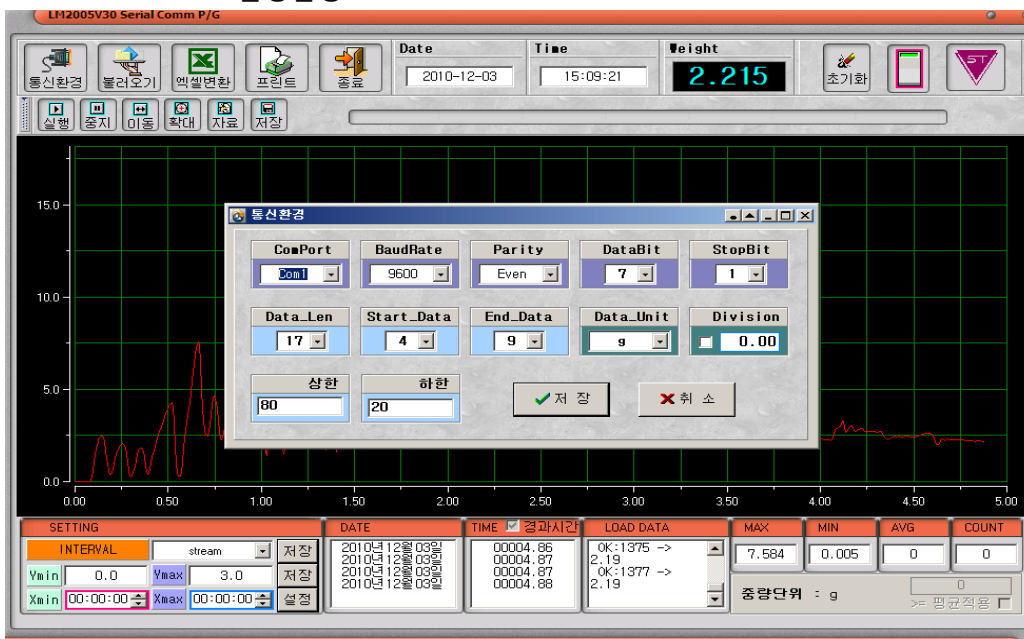 LM2005V30 Serial Comm P/G
통신환경 불러오기 엑셀변환 프린트 종료
Date Time Weight
2010-12-03 15:09:21 2.215
초기화 ST
실행 중지 이동 확대 자료 저장
통신환경
ComPort BaudRate Parity DataBit StopBit
Com1 9600 Even 7 1
Data_Len Start_Data End_Data Data_Unit Division
17 4 9 g 0.00
상한 하한
80 20
저 장 취 소
15.0
10.0
5.0
0.0
0.00 0.50 1.00 1.50 2.00 2.50 3.00 3.50 4.00 4.50 5.00
SETTING DATE TIME 경과시간 LOAD DATA MAX MIN AVG COUNT
INTERVAL stream 저장
Ymin 0.0 Ymax 3.0 저장
Xmin 00:00:00 Xmax 00:00:00 설정
2010년12월03일 00004.86 OK:1375 ->
2010년12월03일 00004.87 2.19
2010년12월03일 00004.87 OK:1377 ->
2010년12월03일 00004.88 2.19
7.584 0.005 0 0
중량단위 : g
0
>= 평균적용